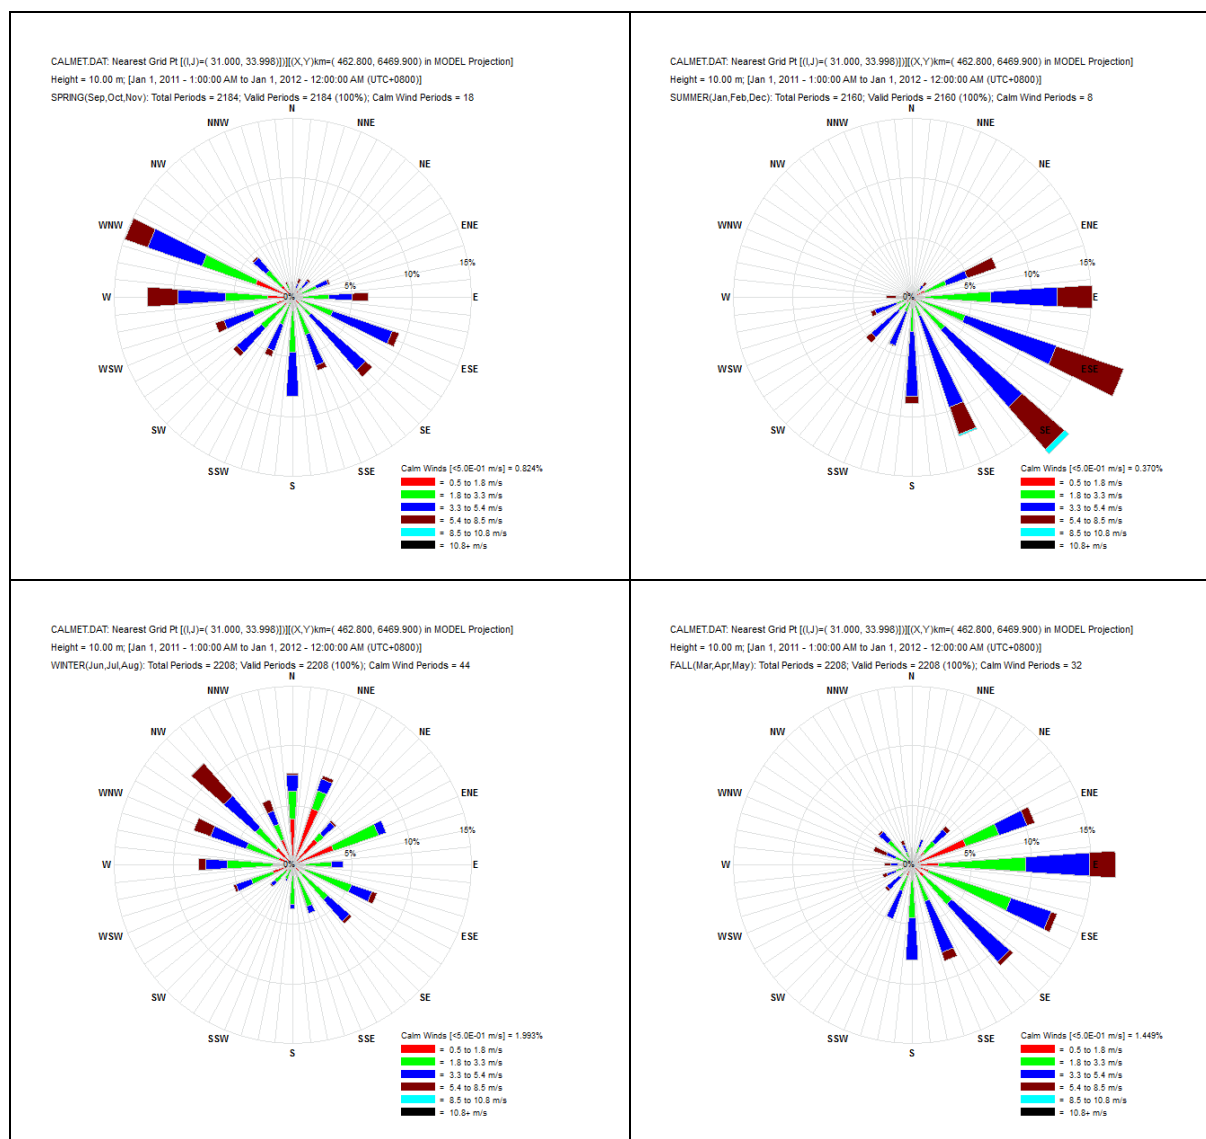 CALMET.DAT: Nearest Grid Pt [(I,J)=( 31.000, 33.998)])][(X,Y)km=( 462.800, 6469.900) in MODEL Projection]
Height = 10.00 m; [Jan 1, 2011 - 1:00:00 AM to Jan 1, 2012 - 12:00:00 AM (UTC+0800)]
SPRING(Sep,Oct,Nov): Total Periods = 2184; Valid Periods = 2184 (100%); Calm Wind Periods = 18
N
NNW
NNE
NW
NE
WNW
ENE
15%
10%
5%
W
0%
E
WSW
ESE
SW
SE
SSW
SSE
S
Calm Winds [<5.0E-01 m/s] = 0.824%
= 0.5 to 1.8 m/s
= 1.8 to 3.3 m/s
= 3.3 to 5.4 m/s
= 5.4 to 8.5 m/s
= 8.5 to 10.8 m/s
= 10.8+ m/s
CALMET.DAT: Nearest Grid Pt [(I,J)=( 31.000, 33.998)])][(X,Y)km=( 462.800, 6469.900) in MODEL Projection]
Height = 10.00 m; [Jan 1, 2011 - 1:00:00 AM to Jan 1, 2012 - 12:00:00 AM (UTC+0800)]
SUMMER(Jan,Feb,Dec): Total Periods = 2160; Valid Periods = 2160 (100%); Calm Wind Periods = 8
N
NNW
NNE
NW
NE
WNW
ENE
15%
10%
5%
W
0%
E
WSW
ESE
SW
SE
SSW
SSE
S
Calm Winds [<5.0E-01 m/s] = 0.370%
= 0.5 to 1.8 m/s
= 1.8 to 3.3 m/s
= 3.3 to 5.4 m/s
= 5.4 to 8.5 m/s
= 8.5 to 10.8 m/s
= 10.8+ m/s
CALMET.DAT: Nearest Grid Pt [(I,J)=( 31.000, 33.998)])][(X,Y)km=( 462.800, 6469.900) in MODEL Projection]
Height = 10.00 m; [Jan 1, 2011 - 1:00:00 AM to Jan 1, 2012 - 12:00:00 AM (UTC+0800)]
WINTER(Jun,Jul,Aug): Total Periods = 2208; Valid Periods = 2208 (100%); Calm Wind Periods = 44
N
NNW
NNE
NW
NE
WNW
ENE
15%
10%
5%
W
0%
E
WSW
ESE
SW
SE
SSW
SSE
S
Calm Winds [<5.0E-01 m/s] = 1.993%
= 0.5 to 1.8 m/s
= 1.8 to 3.3 m/s
= 3.3 to 5.4 m/s
= 5.4 to 8.5 m/s
= 8.5 to 10.8 m/s
= 10.8+ m/s
CALMET.DAT: Nearest Grid Pt [(I,J)=( 31.000, 33.998)])][(X,Y)km=( 462.800, 6469.900) in MODEL Projection]
Height = 10.00 m; [Jan 1, 2011 - 1:00:00 AM to Jan 1, 2012 - 12:00:00 AM (UTC+0800)]
FALL(Mar,Apr,May): Total Periods = 2208; Valid Periods = 2208 (100%); Calm Wind Periods = 32
N
NNW
NNE
NW
NE
WNW
ENE
15%
10%
5%
W
0%
E
WSW
ESE
SW
SE
SSW
SSE
S
Calm Winds [<5.0E-01 m/s] = 1.449%
= 0.5 to 1.8 m/s
= 1.8 to 3.3 m/s
= 3.3 to 5.4 m/s
= 5.4 to 8.5 m/s
= 8.5 to 10.8 m/s
= 10.8+ m/s